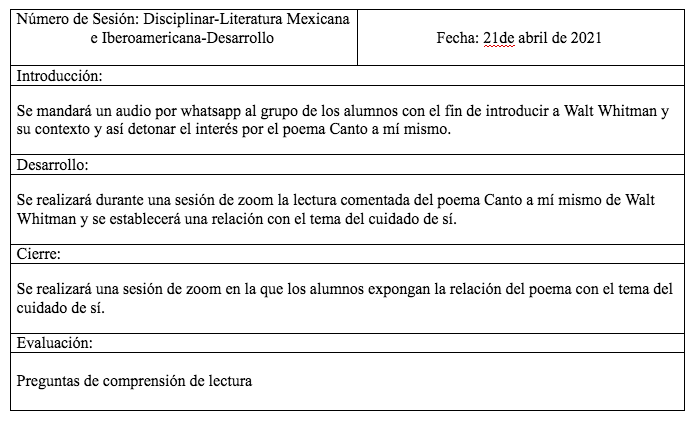 Número de Sesión: Disciplinar-Literatura Mexicana
e Iberoamericana-Desarrollo
Fecha: 21de abril de 2021
Introducción:
Se mandará un audio por whatsapp al grupo de los alumnos con el fin de introducir a Walt Whitman y
su contexto y así detonar el interés por el poema Canto a mí mismo.
Desarrollo:
Se realizará durante una sesión de zoom la lectura comentada del poema Canto a mí mismo de Walt
Whitman y se establecerá una relación con el tema del cuidado de sí.
Cierre:
Se realizará una sesión de zoom en la que los alumnos expongan la relación del poema con el tema del
cuidado de sí.
Evaluación:
Preguntas de comprensión de lectura